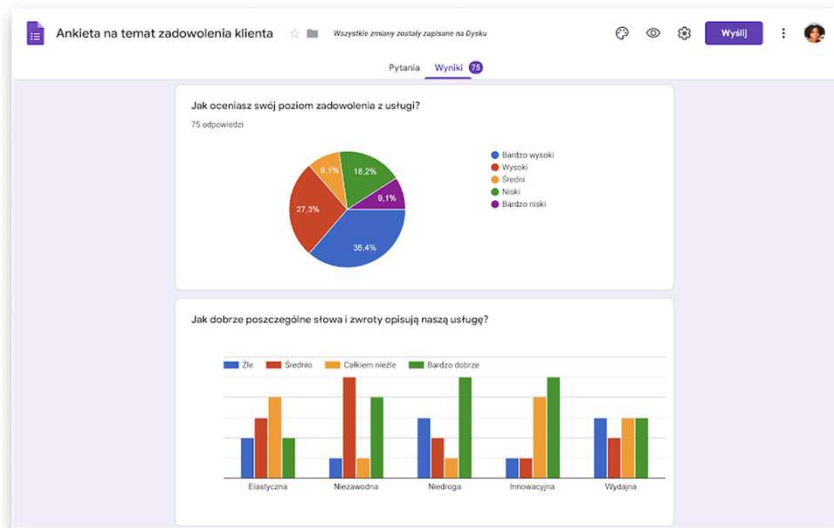 Ankieta na temat zadowolenia klienta
Wszystkie zmiany zostały zapisane na Dysku
Wyślij
Pytania Wyniki 75
Jak oceniasz swój poziom zadowolenia z usługi?
75 odpowiedzi
9,1%
18,2%
9,1%
27,3%
36,4%
Bardzo wysoki
Wysoki
Średni
Niski
Bardzo niski
Jak dobrze poszczególne słowa i zwroty opisują naszą usługę?
Źle Średnio Całkiem nieźle Bardzo dobrze
Elastyczna Niezawodna Niedroga Innowacyjna Wydajna